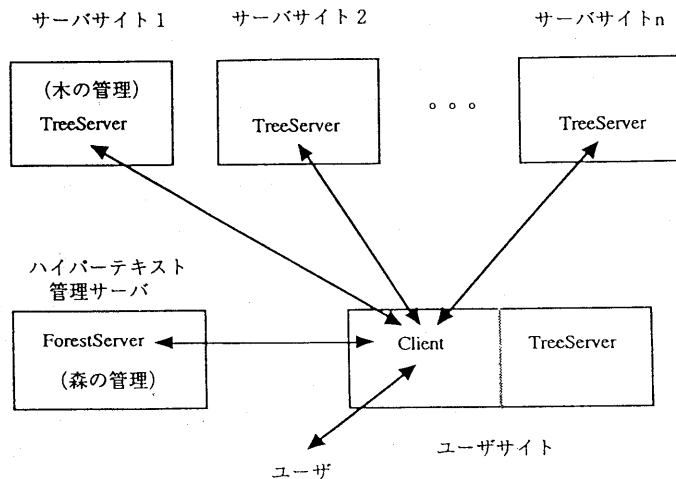 サーバサイト1
サーバサイト2
サーバサイトn
(木の管理)
TreeServer
TreeServer
。。。
TreeServer
ハイパーテキスト
管理サーバ
ForestServer
(森の管理)
Client
TreeServer
ユーザサイト
ユーザ